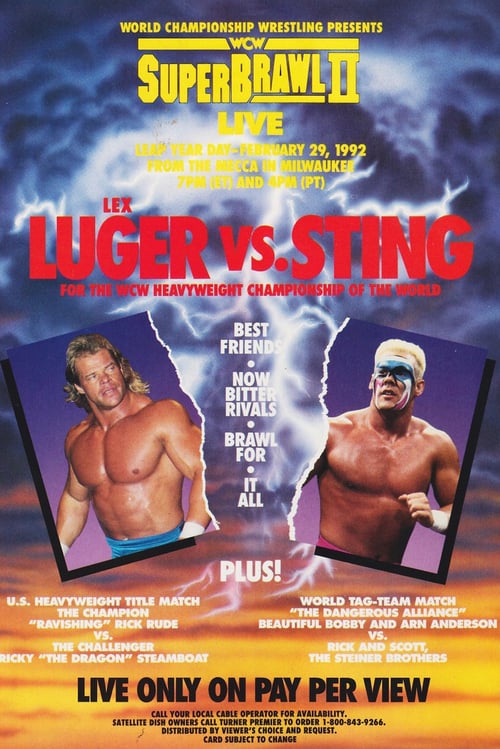 WORLD CHAMPIONSHIP WRESTLING PRESENTS
WCW
SUPERBRAWL II
LIVE
LEAP YEAR DAY-FEBRUARY 29, 1992
FROM THE MECCA IN MILWAUKEE
7PM (ET) AND 4PM (PT)
LEX
LUGER VS. STING
FOR THE WCW HEAVYWEIGHT CHAMPIONSHIP OF THE WORLD
BEST
FRIENDS
•
NOW
BITTER
RIVALS
•
BRAWL
FOR
•
IT
ALL
PLUS!
U.S. HEAVYWEIGHT TITLE MATCH
THE CHAMPION
"RAVISHING" RICK RUDE
VS.
THE CHALLENGER
RICKY "THE DRAGON" STEAMBOAT
WORLD TAG-TEAM MATCH
"THE DANGEROUS ALLIANCE"
BEAUTIFUL BOBBY AND ARN ANDERSON
VS.
RICK AND SCOTT,
THE STEINER BROTHERS
LIVE ONLY ON PAY PER VIEW
CALL YOUR LOCAL CABLE OPERATOR FOR AVAILABILITY.
SATELLITE DISH OWNERS CALL TURNER PREMIER TO ORDER 1-800-843-9266.
DISTRIBUTED BY VIEWER'S CHOICE AND REQUEST.
CARD SUBJECT TO CHANGE